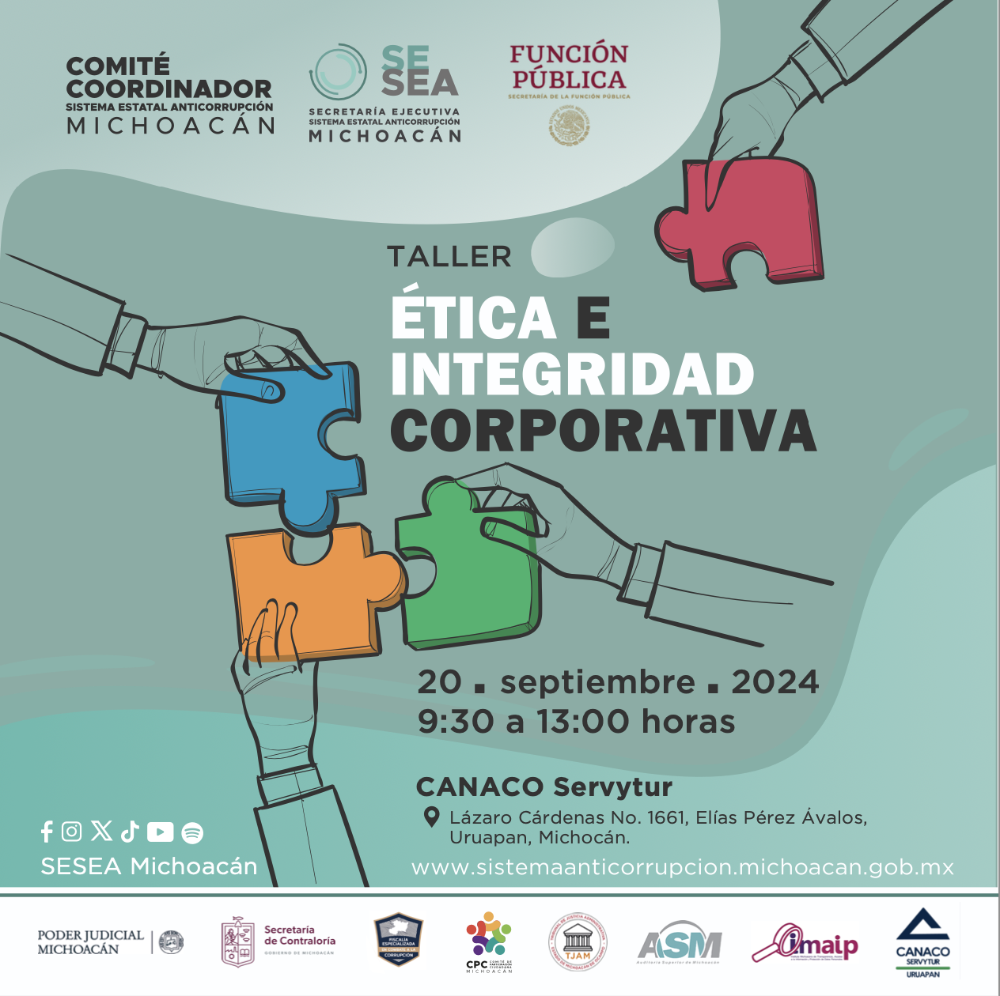 COMITÉ
COORDINADOR
SISTEMA ESTATAL ANTICORRUPCIÓN
MICHOACÁN
SE
SEA
SECRETARÍA EJECUTIVA
SISTEMA ESTATAL ANTICORRUPCIÓN
MICHOACÁN
FUNCIÓN
PÚBLICA
SECRETARÍA DE LA FUNCIÓN PÚBLICA
TALLER
ÉTICA E
INTEGRIDAD
CORPORATIVA
20 . septiembre . 2024
9:30 a 13:00 horas
CANACO Servytur
Lázaro Cárdenas No. 1661, Elías Pérez Ávalos,
Uruapan, Michocán.
SESEA Michoacán
www.sistemaanticorrupcion.michoacan.gob.mx
PODER JUDICIAL
MICHOACÁN
Secretaría
de Contraloría
GOBIERNO DE MICHOACÁN
FISCALÍA
ESPECIALIZADA
EN COMBATE A LA
CORRUPCIÓN
CPC COMITÉ DE
PARTICIPACIÓN
CIUDADANA
MICHOACÁN
TJAM
ASM
Auditoría Superior de Michoacán
imaip
CANACO
SERVYTUR
URUAPAN